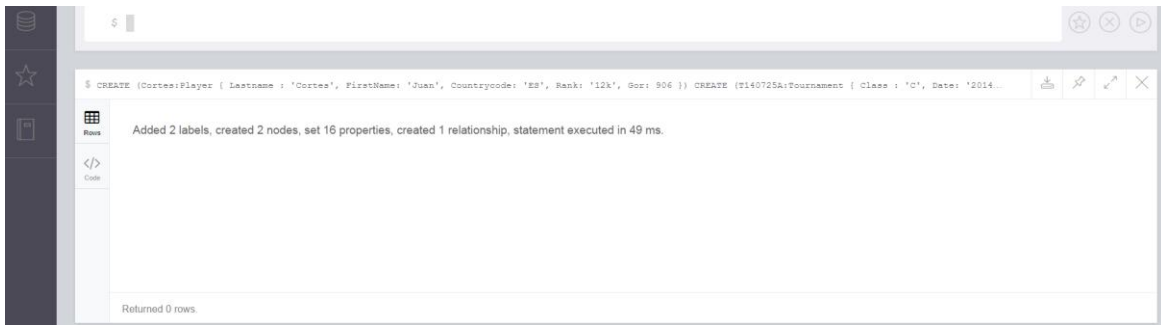 $
$ CREATE (Cortes:Player { Lastname : 'Cortes', FirstName: 'Juan', Countrycode: 'ES', Rank: '12k', Gor: 906 }) CREATE (T140725A:Tournament { Class : 'C', Date: '2014...
Rows
Added 2 labels, created 2 nodes, set 16 properties, created 1 relationship, statement executed in 49 ms.
</>
Code
Returned 0 rows.